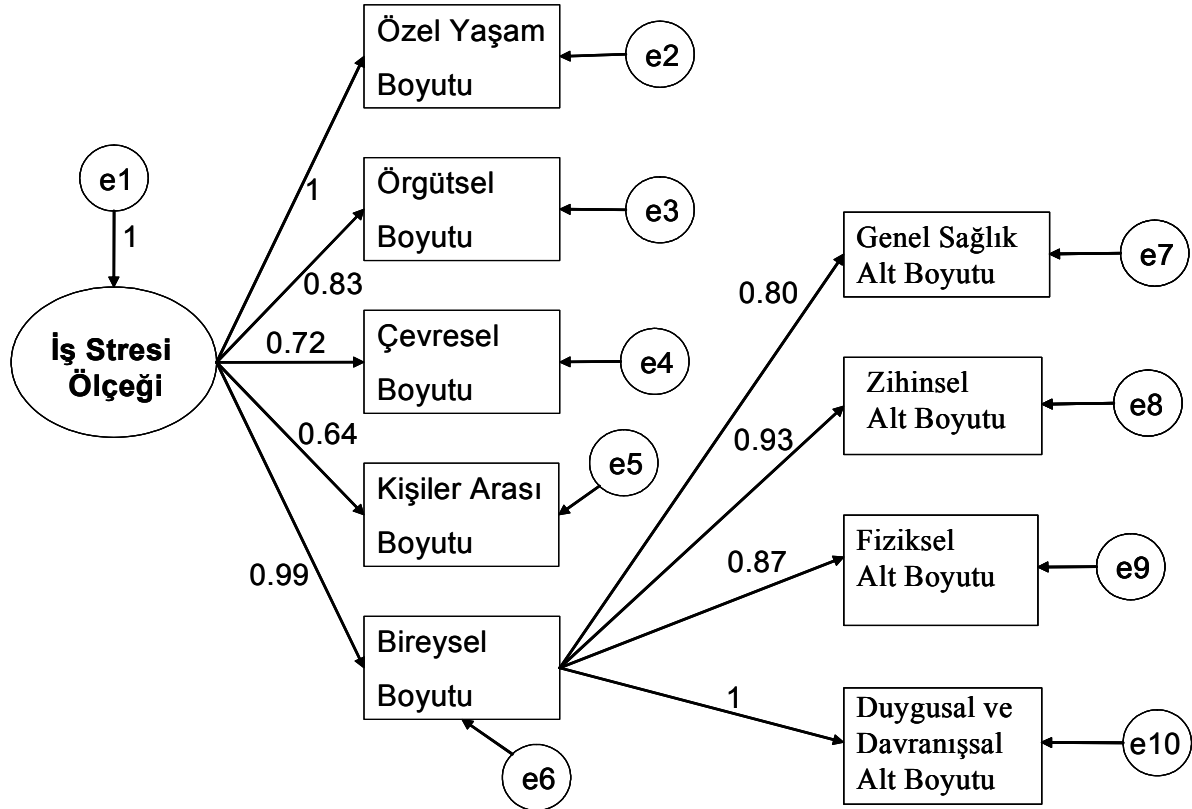 Özel Yaşam
Boyutu
e2
e1
1
1
Örgütsel
Boyutu
e3
0.83
Genel Sağlık
Alt Boyutu
e7
0.80
İş Stresi
Ölçeği
0.72
Çevresel
Boyutu
e4
Zihinsel
Alt Boyutu
e8
0.64
0.93
Kişiler Arası
Boyutu
e5
Fiziksel
Alt Boyutu
e9
0.87
0.99
Bireysel
Boyutu
1
Duygusal ve
Davranışsal
Alt Boyutu
e10
e6